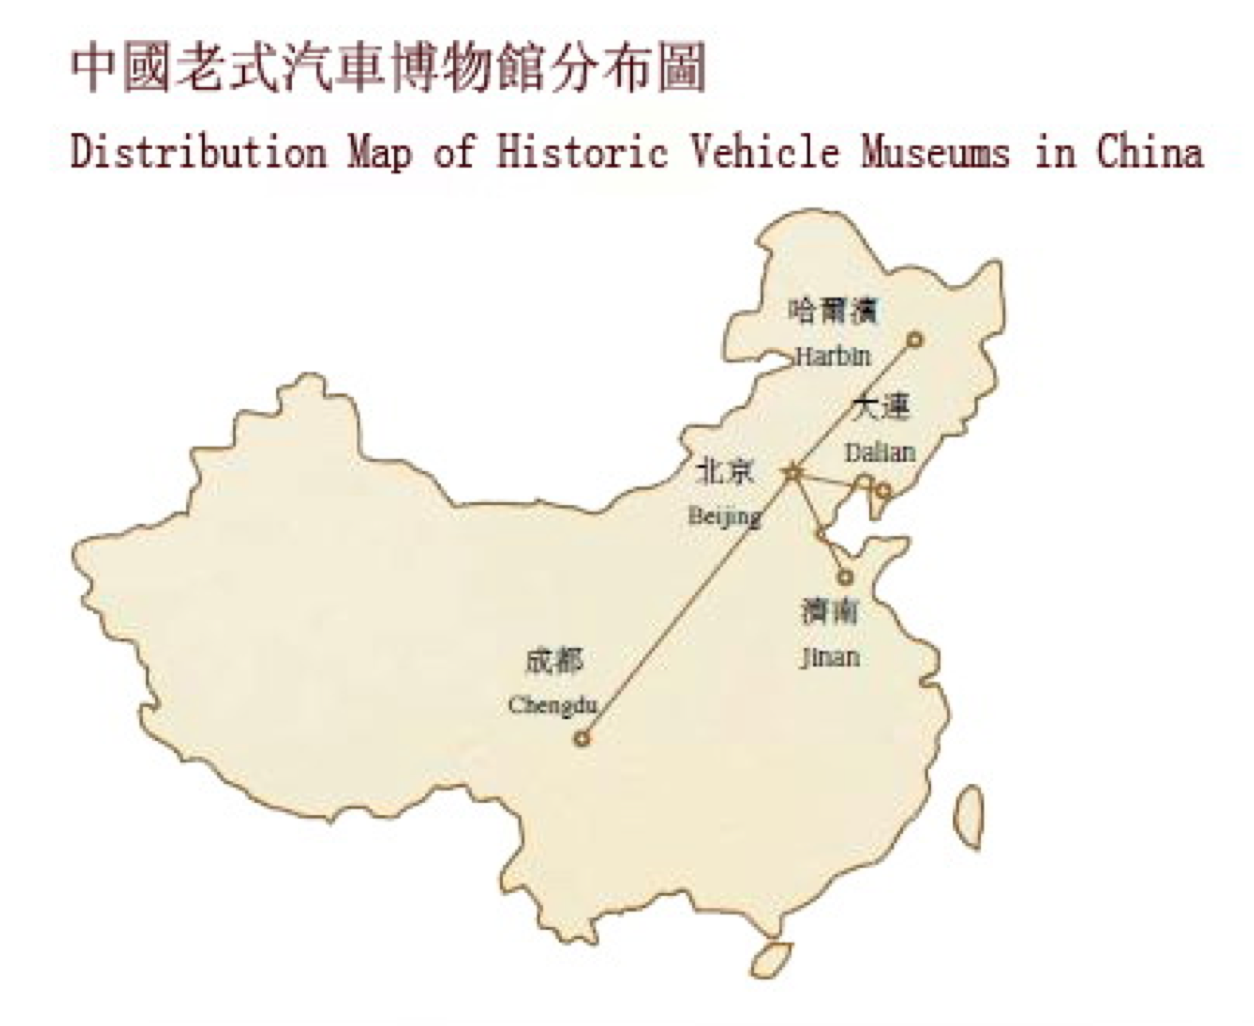 中國老式汽車博物館分布圖
Distribution Map of Historic Vehicle Museums in China
哈爾濱
Harbin
大連
Dalian
北京
Beijing
濟南
Jinan
成都
Chengdu